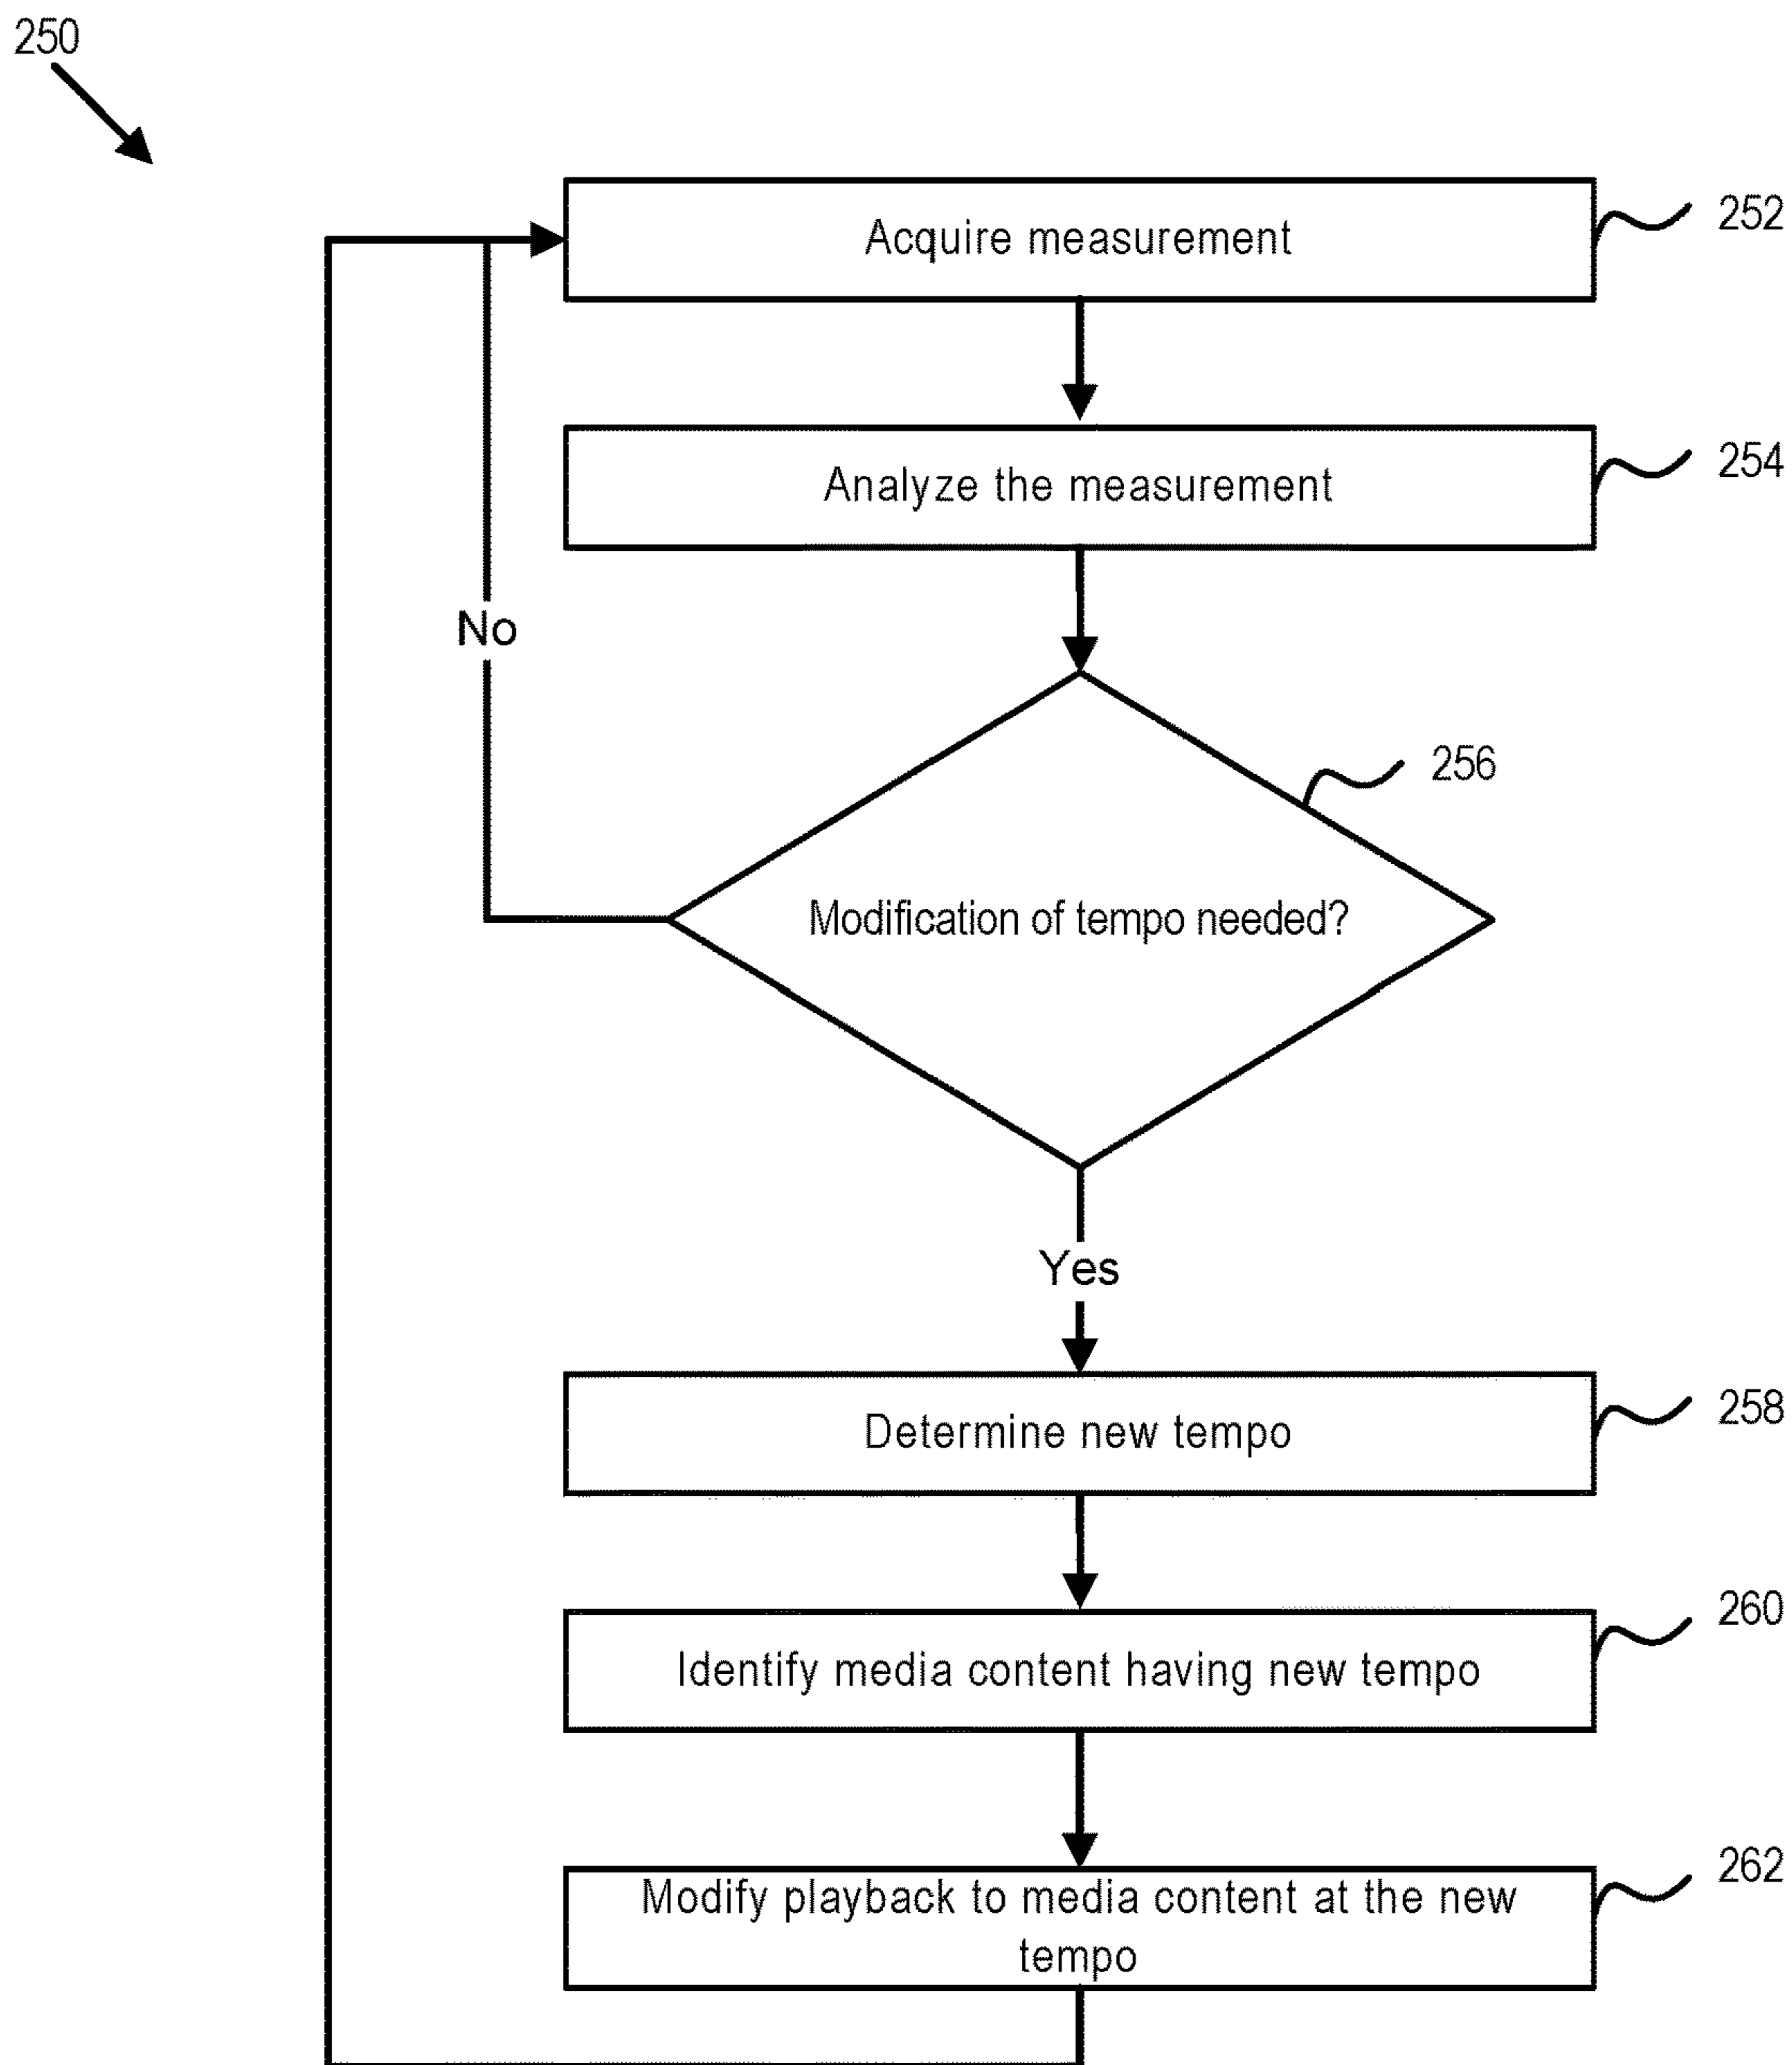 250
Acquire measurement
252
Analyze the measurement
254
No
256
Modification of tempo needed?
Yes
Determine new tempo
258
Identify media content having new tempo
260
Modify playback to media content at the new
tempo
262